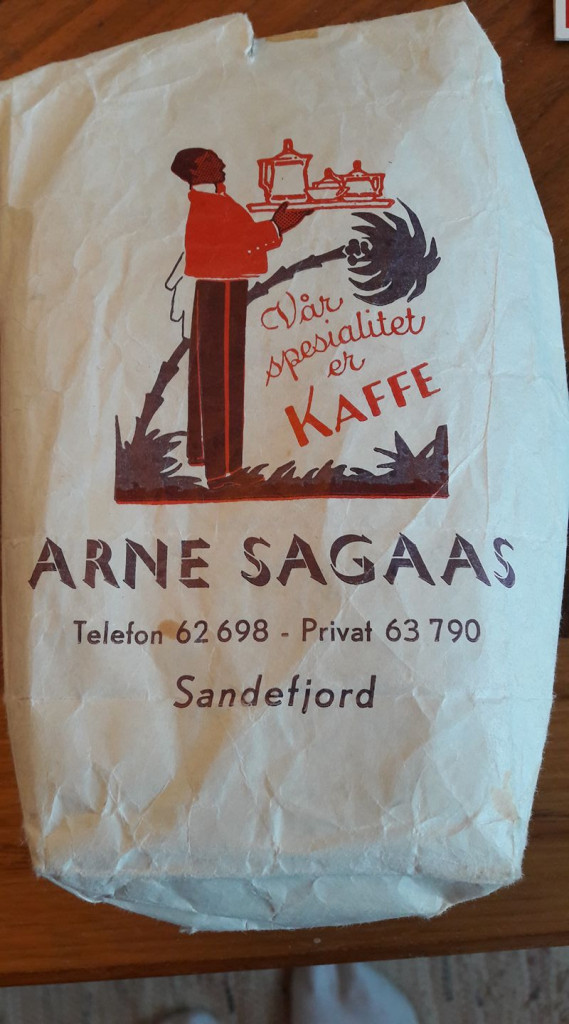 Vår
spesialitet
er
KAFFE
ARNE SAGAAS
Telefon 62 698 - Privat 63 790
Sandefjord